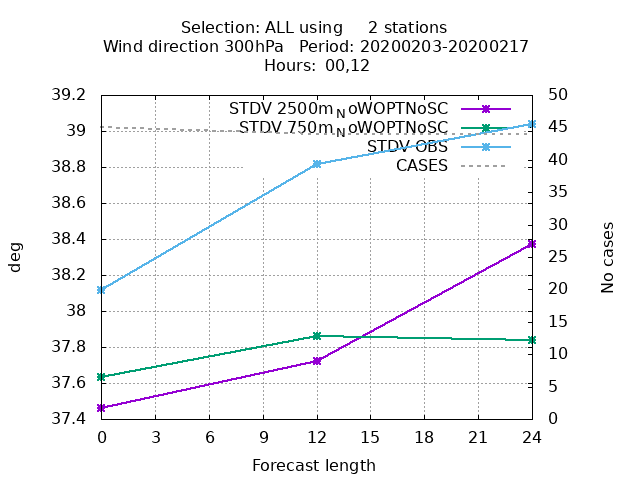 Selection: ALL using 2 stations
Wind direction 300hPa Period: 20200203-20200217
Hours: 00,12
STDV 2500m_NoWOPTNoSC
STDV 750m_NoWOPTNoSC
STDV OBS
CASES
39.2
39
38.8
38.6
38.4
38.2
38
37.8
37.6
37.4
deg
50
45
40
35
30
25
20
15
10
5
0
No cases
0 3 6 9 12 15 18 21 24
Forecast length